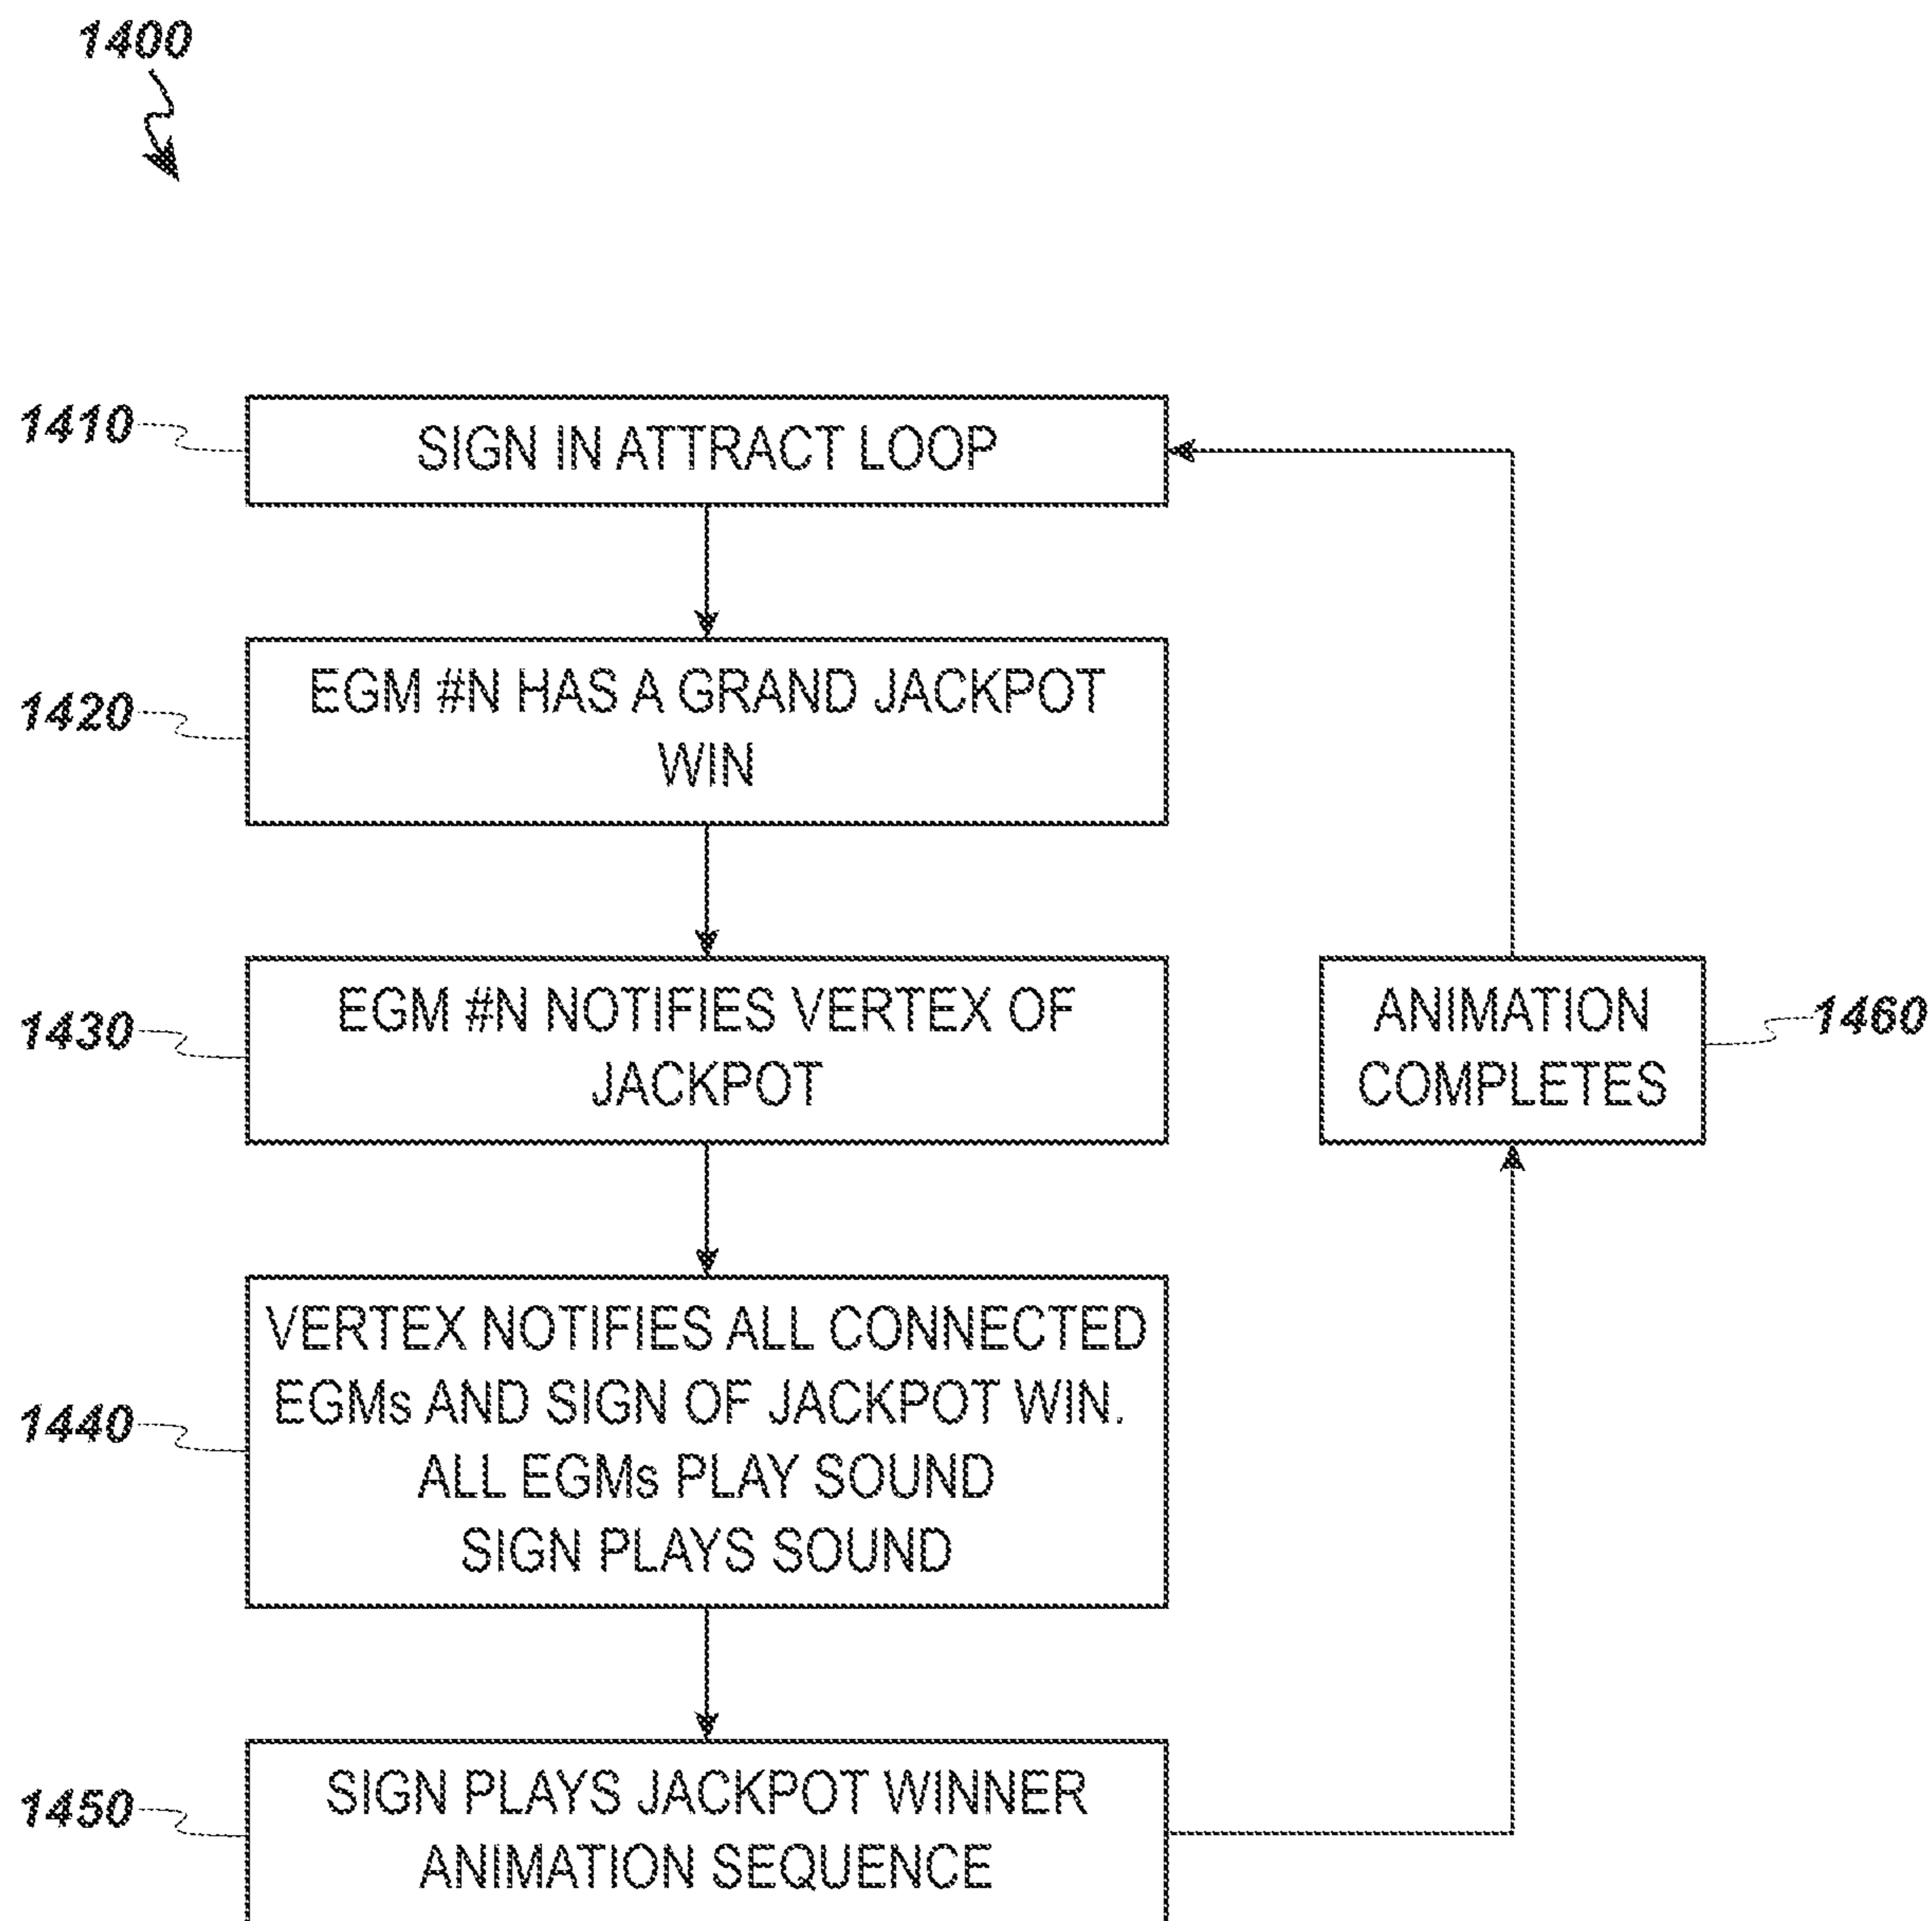 1400
1410
SIGN IN ATTRACT LOOP
1420
EGM #N HAS A GRAND JACKPOT
WIN
1430
EGM #N NOTIFIES VERTEX OF
JACKPOT
ANIMATION
COMPLETES
1460
1440
VERTEX NOTIFIES ALL CONNECTED
EGMs AND SIGN OF JACKPOT WIN.
ALL EGMs PLAY SOUND
SIGN PLAYS SOUND
1450
SIGN PLAYS JACKPOT WINNER
ANIMATION SEQUENCE